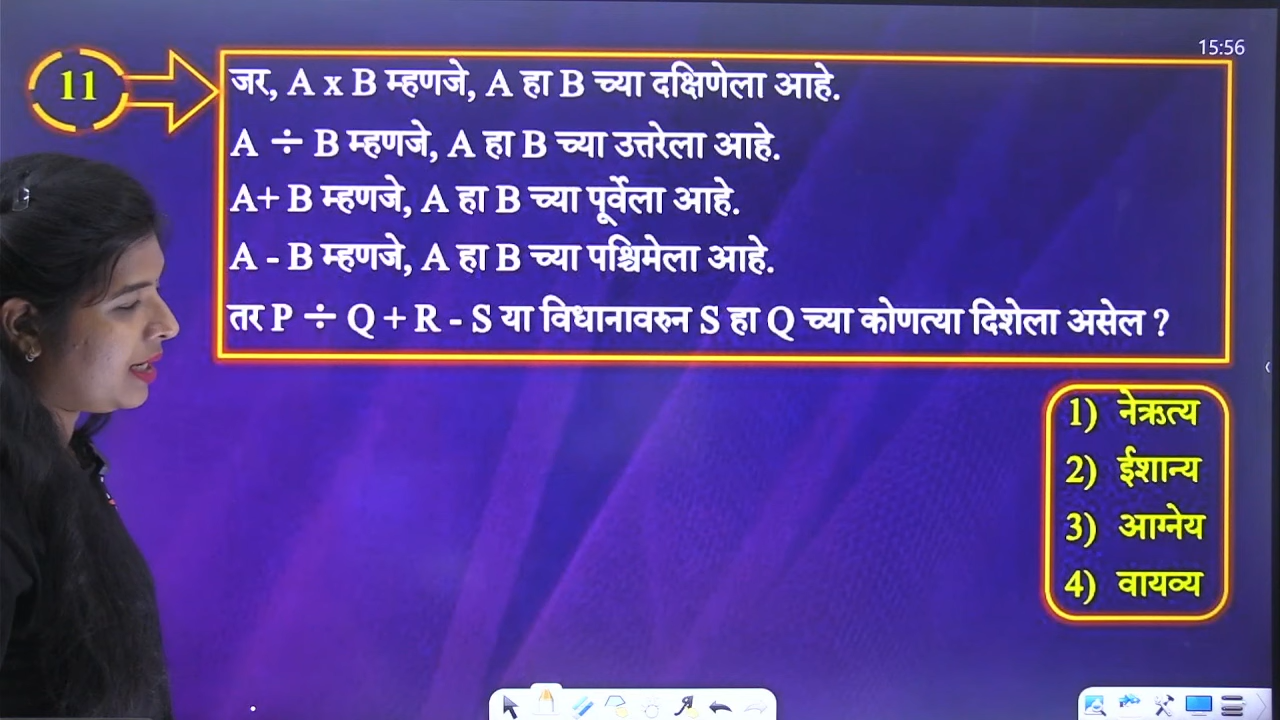 15:56
11
जर, A x B म्हणजे, A हा B च्या दक्षिणेला आहे.
A ÷ B म्हणजे, A हा B च्या उत्तरेला आहे.
A+ B म्हणजे, A हा B च्या पूर्वेला आहे.
A - B म्हणजे, A हा B च्या पश्चिमेला आहे.
तर P ÷ Q + R - S या विधानावरुन S हा Q च्या कोणत्या दिशेला असेल ?
1) नेऋत्य
2) ईशान्य
3) आग्नेय
4) वायव्य